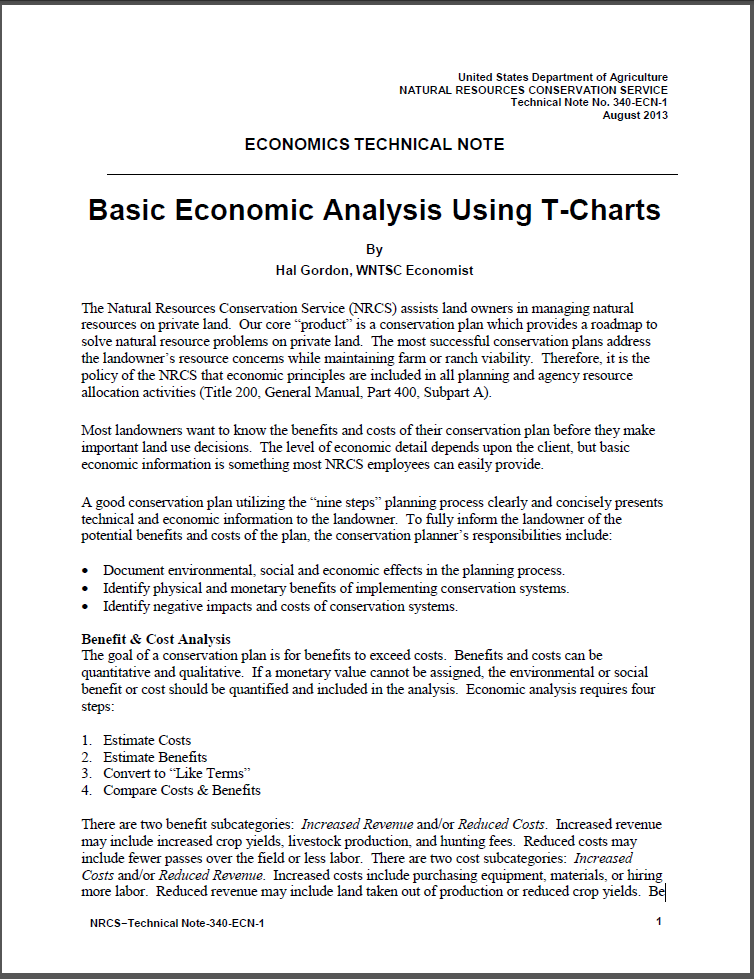 United States Department of Agriculture
NATURAL RESOURCES CONSERVATION SERVICE
Technical Note No. 340-ECN-1
August 2013
ECONOMICS TECHNICAL NOTE
Basic Economic Analysis Using T-Charts
By
Hal Gordon, WNTSC Economist
The Natural Resources Conservation Service (NRCS) assists land owners in managing natural
resources on private land.  Our core “product” is a conservation plan which provides a roadmap to
solve natural resource problems on private land.  The most successful conservation plans address
the landowner’s resource concerns while maintaining farm or ranch viability.  Therefore, it is the
policy of the NRCS that economic principles are included in all planning and agency resource
allocation activities (Title 200, General Manual, Part 400, Subpart A).
Most landowners want to know the benefits and costs of their conservation plan before they make
important land use decisions.  The level of economic detail depends upon the client, but basic
economic information is something most NRCS employees can easily provide.
A good conservation plan utilizing the “nine steps” planning process clearly and concisely presents
technical and economic information to the landowner.  To fully inform the landowner of the
potential benefits and costs of the plan, the conservation planner’s responsibilities include:
• Document environmental, social and economic effects in the planning process.
• Identify physical and monetary benefits of implementing conservation systems.
• Identify negative impacts and costs of conservation systems.
Benefit & Cost Analysis
The goal of a conservation plan is for benefits to exceed costs.  Benefits and costs can be
quantitative and qualitative.  If a monetary value cannot be assigned, the environmental or social
benefit or cost should be quantified and included in the analysis.  Economic analysis requires four
steps:
1. Estimate Costs
2. Estimate Benefits
3. Convert to “Like Terms”
4. Compare Costs & Benefits
There are two benefit subcategories:  Increased Revenue and/or Reduced Costs.  Increased revenue
may include increased crop yields, livestock production, and hunting fees.  Reduced costs may
include fewer passes over the field or less labor.  There are two cost subcategories:  Increased
Costs and/or Reduced Revenue.  Increased costs include purchasing equipment, materials, or hiring
more labor.  Reduced revenue may include land taken out of production or reduced crop yields.  Be
NRCS–Technical Note-340-ECN-1 1